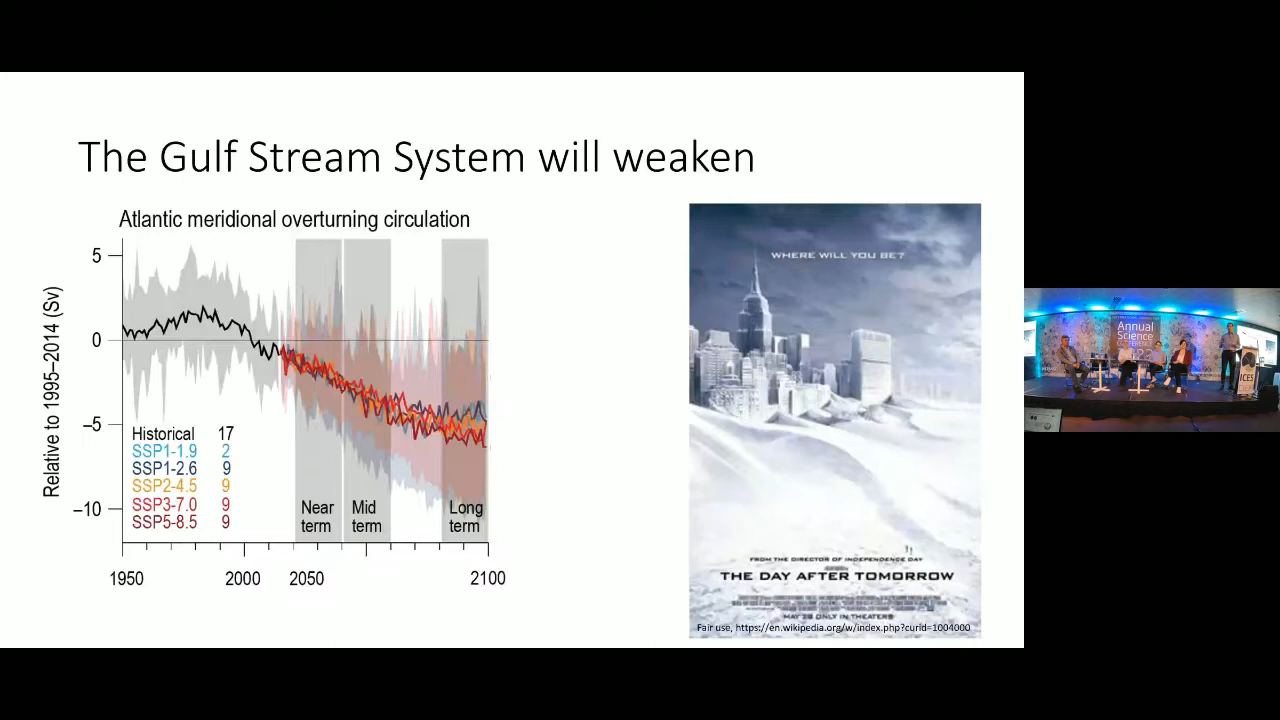 The Gulf Stream System will weaken
Atlantic meridional overturning circulation
Relative to 1995–2014 (Sv)
5
0
−5
−10
Historical 17
SSP1-1.9 2
SSP1-2.6 9
SSP2-4.5 9
SSP3-7.0 9
SSP5-8.5 9
Near
term
Mid
term
Long
term
1950
2000
2050
2100
WHERE WILL YOU BE?
FROM THE DIRECTOR OF INDEPENDENCE DAY
THE DAY AFTER TOMORROW
MAY 28 ONLY IN THEATERS
Fair use, https://en.wikipedia.org/w/index.php?curid=1004000
Annual
Science
ICES